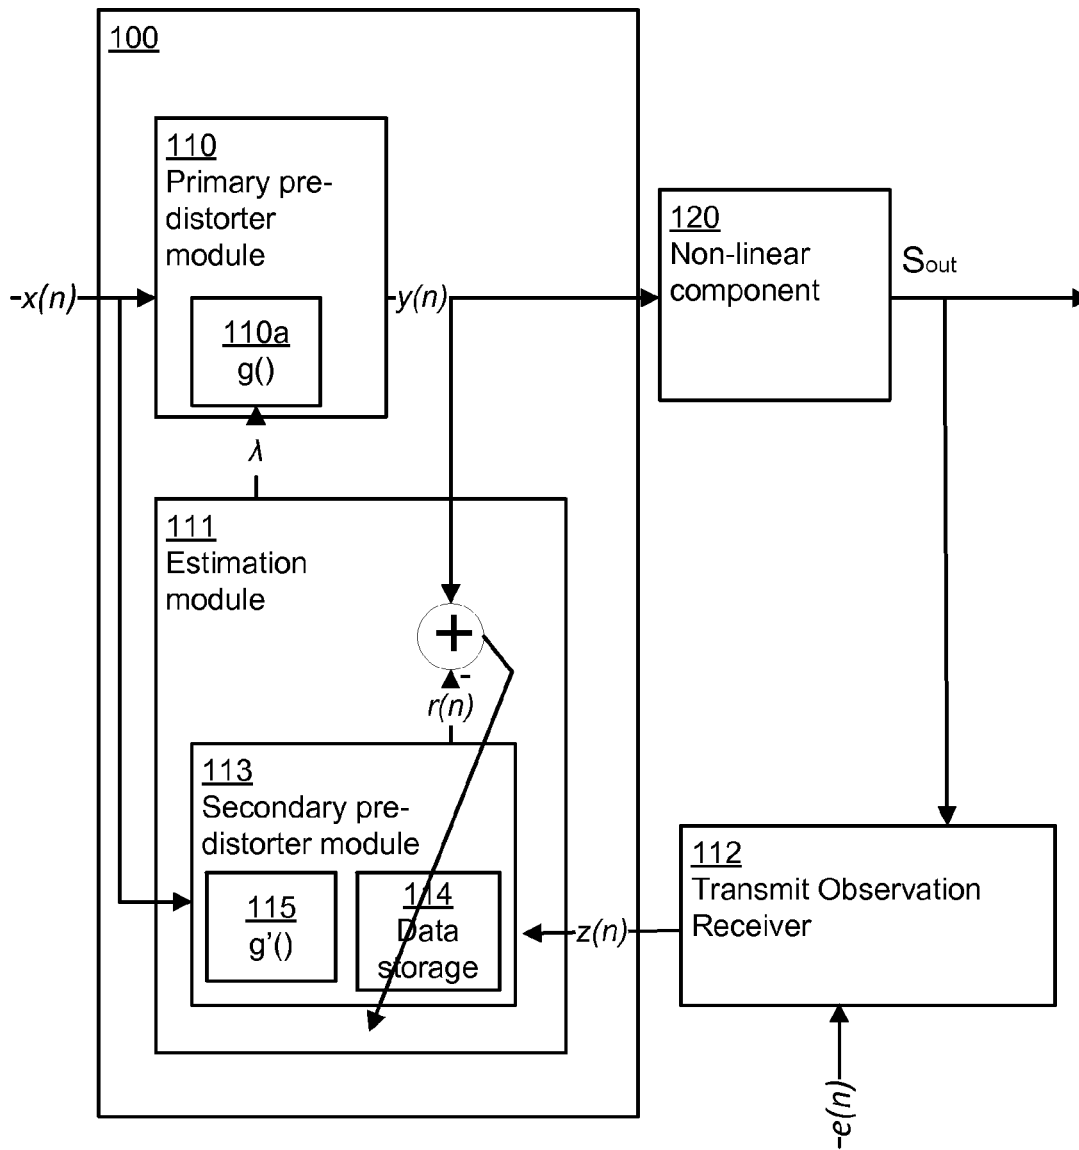 100
110
Primary pre-
distorter
module
120
Non-linear
component
Sout
-x(n)
y(n)
110a
g()
λ
111
Estimation
module
+
-
r(n)
113
Secondary pre-
distorter module
115
g'()
114
Data
storage
z(n)
112
Transmit Observation
Receiver
e(n)